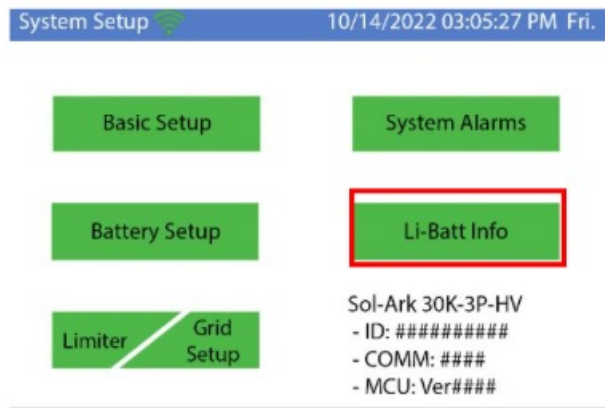 System Setup 10/14/2022 03:05:27 PM Fri.
Basic Setup
System Alarms
Battery Setup
Li-Batt Info
Limiter
Grid
Setup
Sol-Ark 30K-3P-HV
- ID: ##########
- COMM: ####
- MCU: Ver####